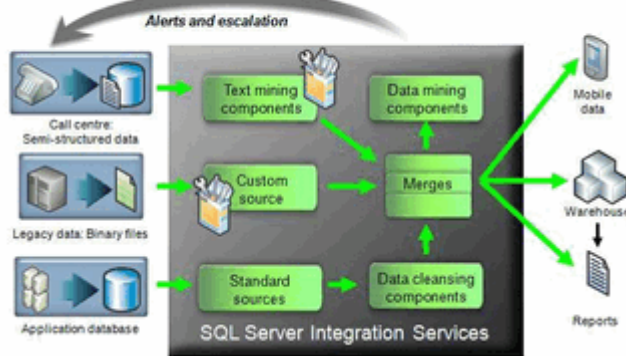 Alerts and escalation
Call centre:
Semi-structured data
Legacy data: Binary files
Application database
Text mining
components
Custom
source
Standard
sources
Data mining
components
Merges
Data cleansing
components
SQL Server Integration Services
Mobile
data
Warehouse
Reports